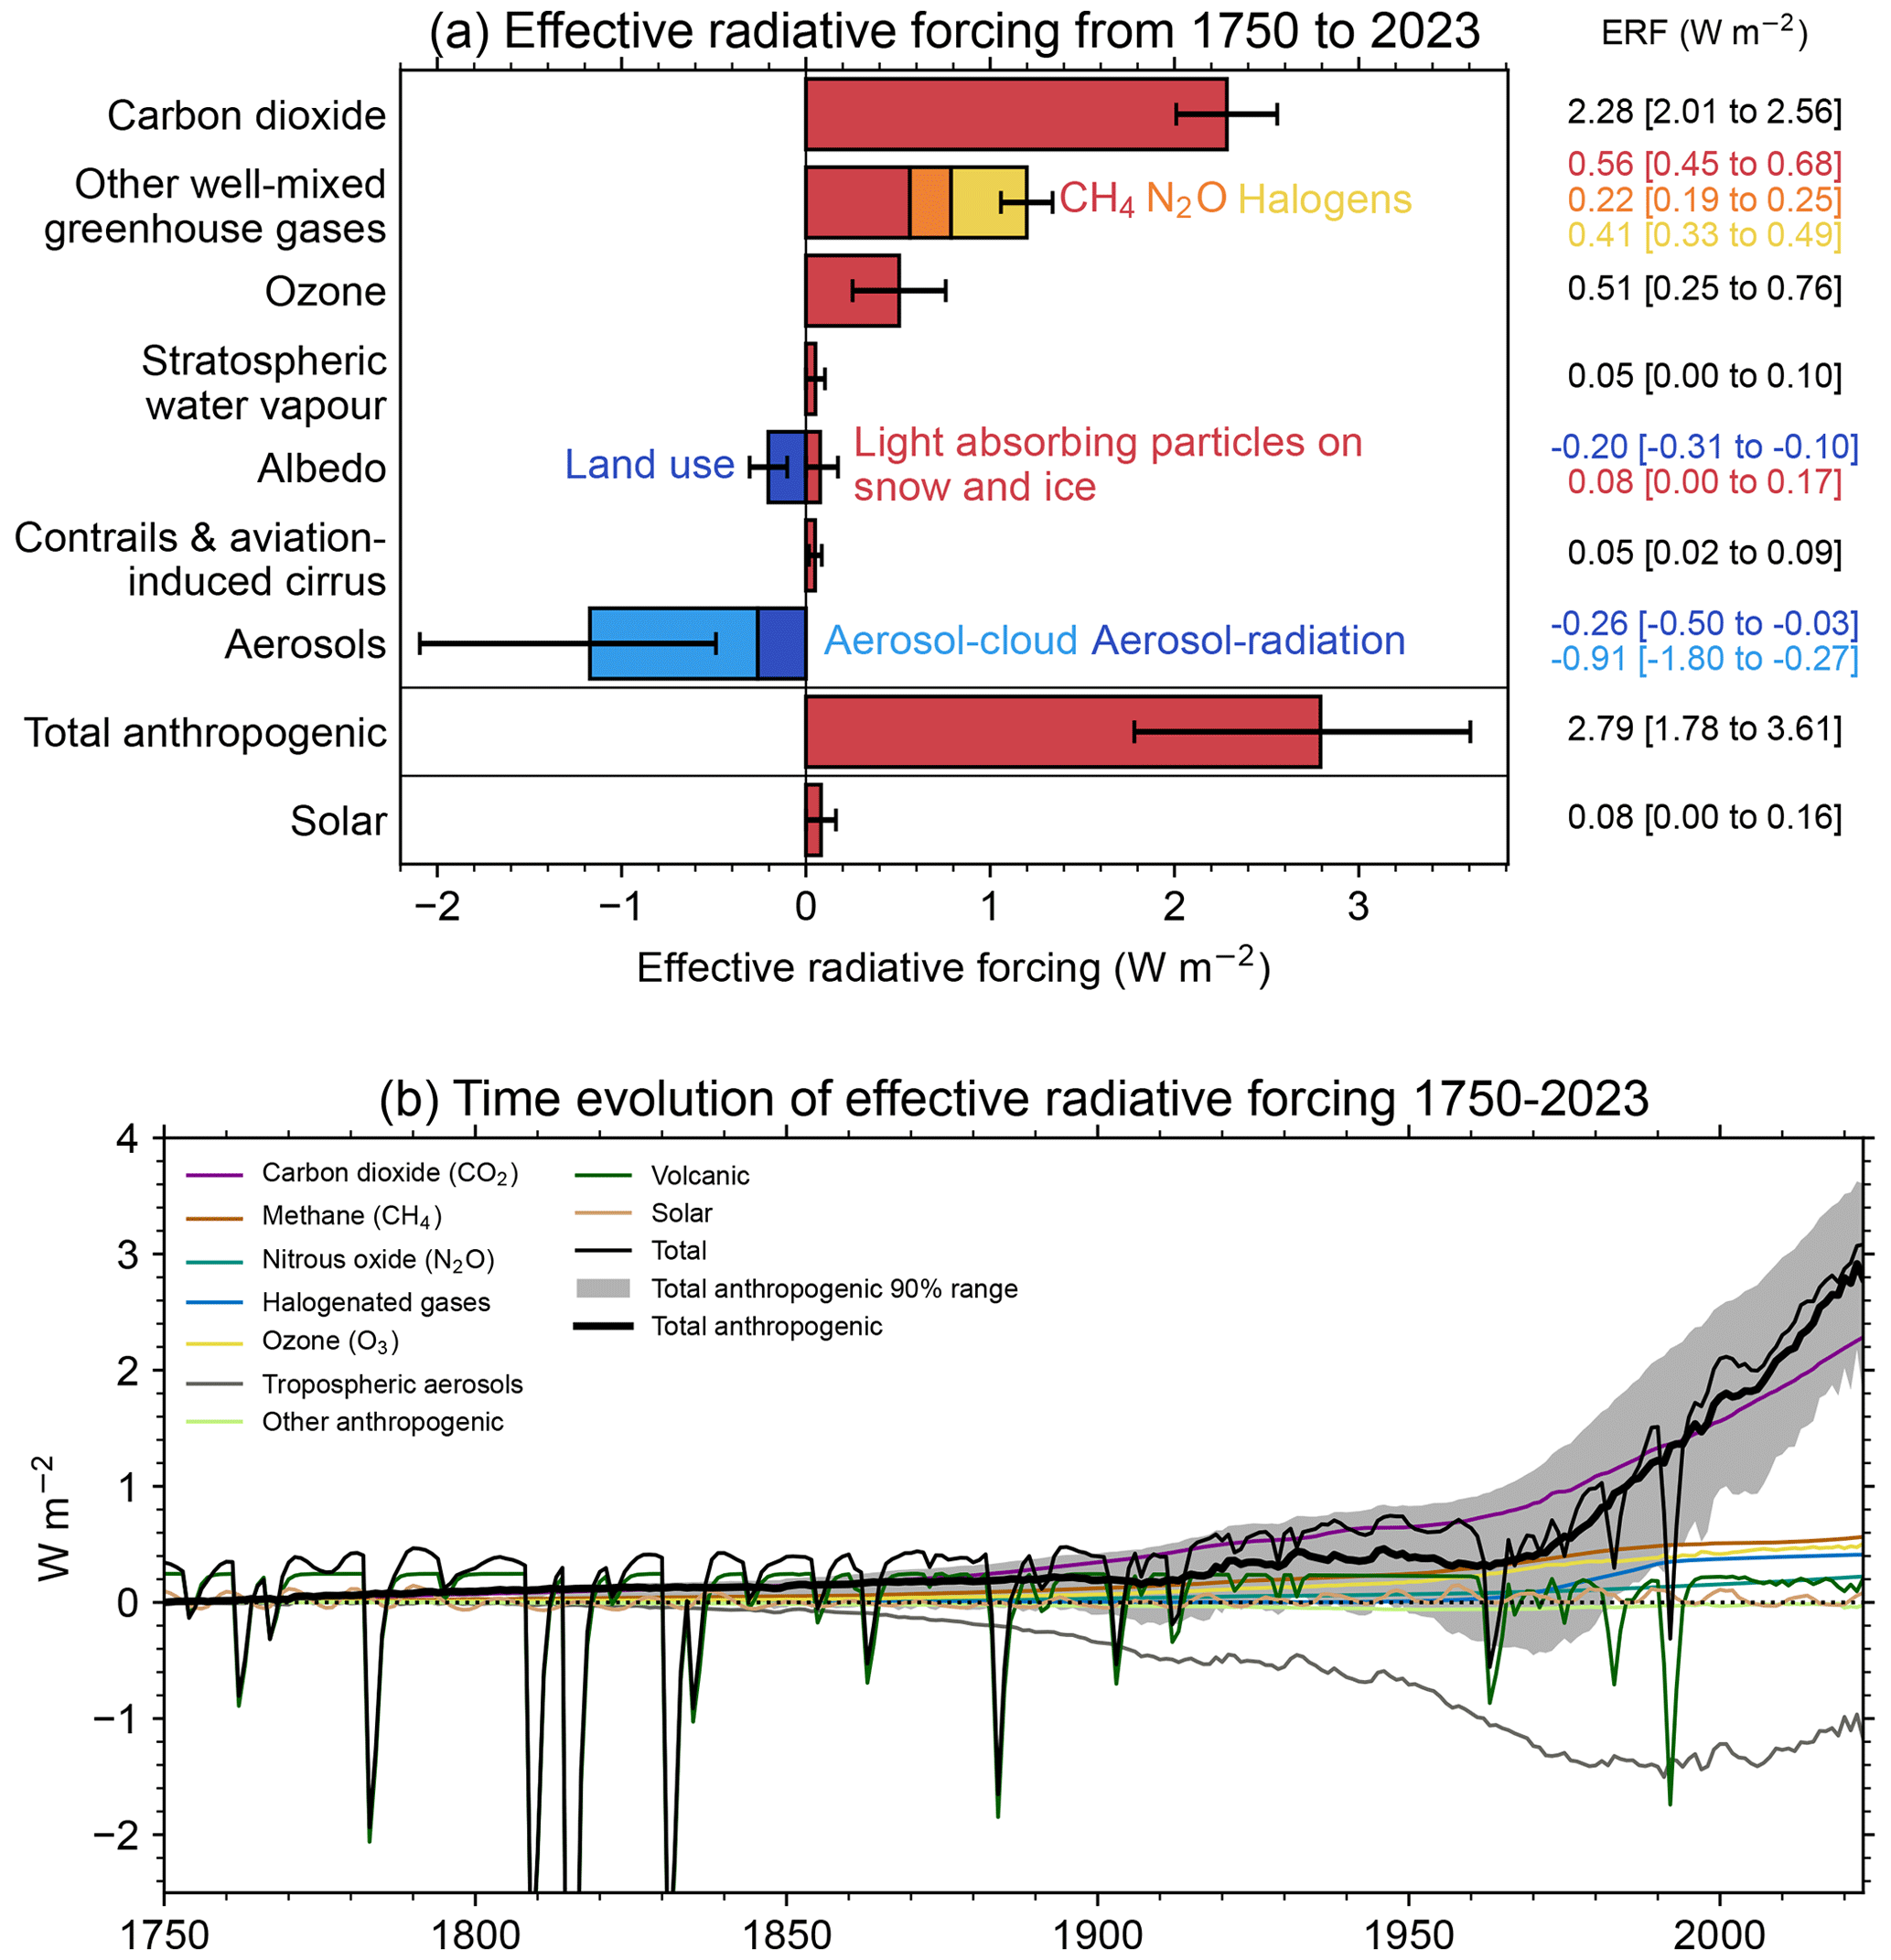 (a) Effective radiative forcing from 1750 to 2023
ERF (W m−2)
Carbon dioxide
2.28 [2.01 to 2.56]
Other well-mixed
greenhouse gases
CH4 N2O Halogens
0.56 [0.45 to 0.68]
0.22 [0.19 to 0.25]
0.41 [0.33 to 0.49]
Ozone
0.51 [0.25 to 0.76]
Stratospheric
water vapour
0.05 [0.00 to 0.10]
Albedo
Land use
Light absorbing particles on
snow and ice
-0.20 [-0.31 to -0.10]
0.08 [0.00 to 0.17]
Contrails & aviation-
induced cirrus
0.05 [0.02 to 0.09]
Aerosols
Aerosol-cloud Aerosol-radiation
-0.26 [-0.50 to -0.03]
-0.91 [-1.80 to -0.27]
Total anthropogenic
2.79 [1.78 to 3.61]
Solar
0.08 [0.00 to 0.16]
−2 −1 0 1 2 3
Effective radiative forcing (W m−2)
(b) Time evolution of effective radiative forcing 1750-2023
W m−2
4
3
2
1
0
−1
−2
Carbon dioxide (CO2)
Methane (CH4)
Nitrous oxide (N2O)
Halogenated gases
Ozone (O3)
Tropospheric aerosols
Other anthropogenic
Volcanic
Solar
Total
Total anthropogenic 90% range
Total anthropogenic
1750 1800 1850 1900 1950 2000